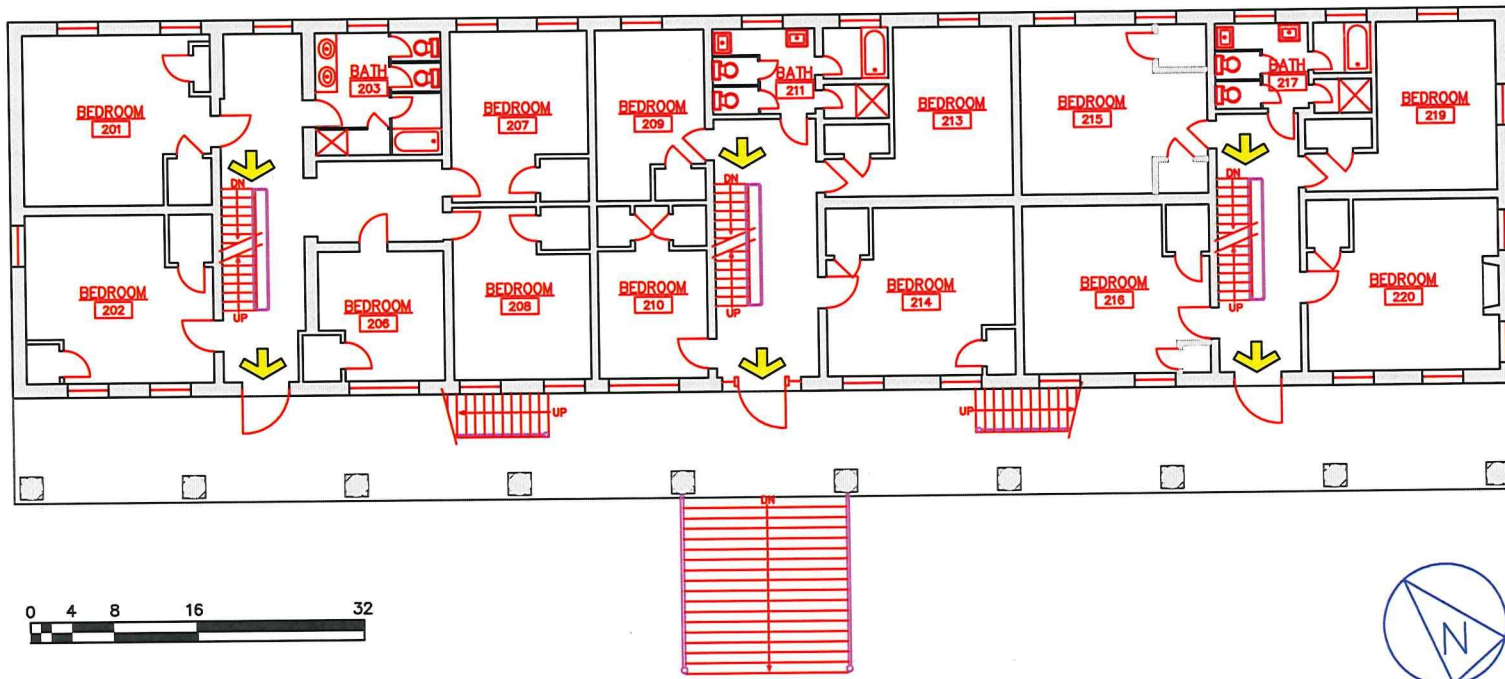 BEDROOM
201
BATH
203
BEDROOM
207
BEDROOM
209
BATH
211
BEDROOM
213
BEDROOM
215
BATH
217
BEDROOM
219
DN
DN
DN
BEDROOM
202
UP
BEDROOM
206
BEDROOM
208
BEDROOM
210
UP
BEDROOM
214
BEDROOM
216
UP
BEDROOM
220
UP
UP
DN
0 4 8 16 32
N